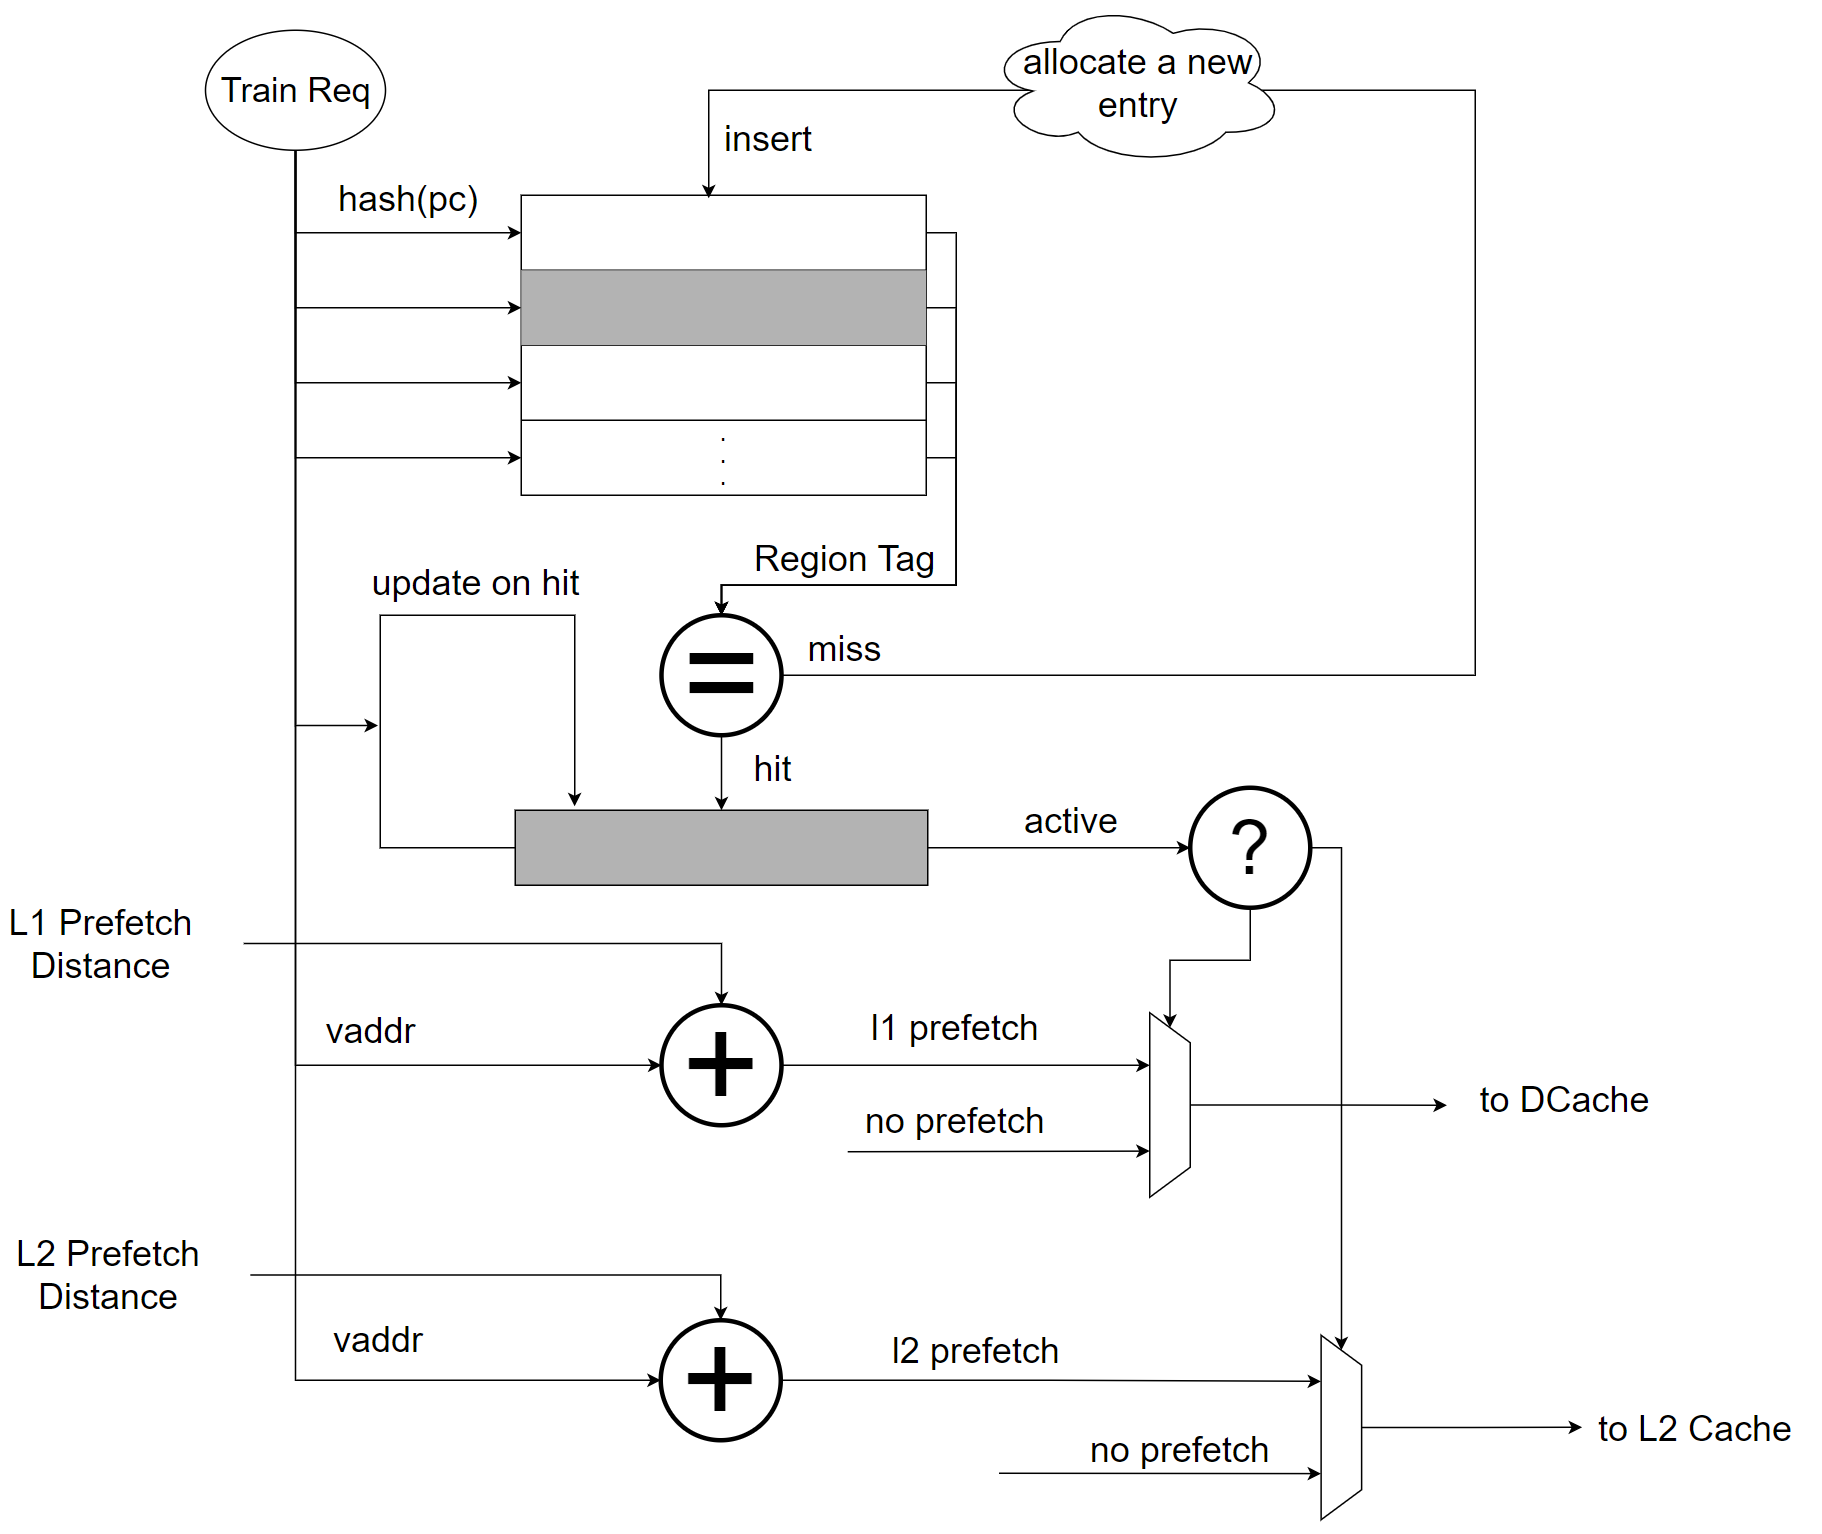 Train Req
allocate a new
entry
insert
hash(pc)
.
.
.
Region Tag
update on hit
=
miss
hit
active
?
L1 Prefetch
Distance
vaddr
+
l1 prefetch
no prefetch
to DCache
L2 Prefetch
Distance
vaddr
+
l2 prefetch
no prefetch
to L2 Cache